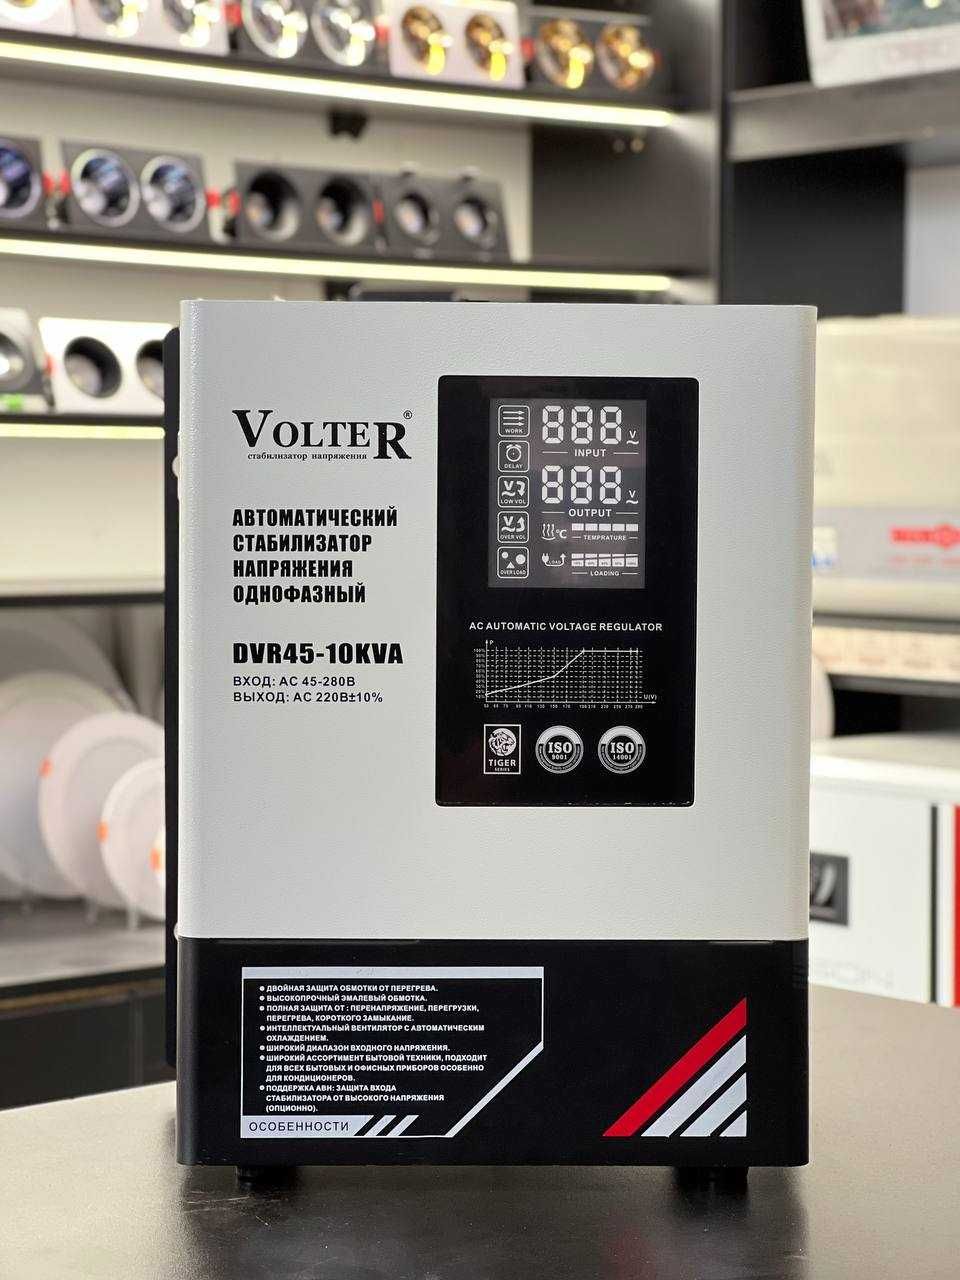 VOLTER®
стабилизатор напряжения
АВТОМАТИЧЕСКИЙ
СТАБИЛИЗАТОР
НАПРЯЖЕНИЯ
ОДНОФАЗНЫЙ
DVR45-10KVA
ВХОД: AC 45-280В
ВЫХОД: AC 220В±10%
WORK
888 V
INPUT
DELAY
LOW VOL
888 V
OUTPUT
OVER VOL
°C
TEMPRATURE
OVER LOAD
LOAD
LOADING
AC AUTOMATIC VOLTAGE REGULATOR
P
U(V)
TIGER
SERIES
ISO
9001
ISO
14001
ДВОЙНАЯ ЗАЩИТА ОБМОТКИ ОТ ПЕРЕГРЕВА.
ВЫСОКОПРОЧНЫЙ ЭМАЛЕВЫЙ ОБМОТКА.
ПОЛНАЯ ЗАЩИТА ОТ : ПЕРЕНАПРЯЖЕНИЕ, ПЕРЕГРУЗКИ,
ПЕРЕГРЕВА, КОРОТКОГО ЗАМЫКАНИЕ.
ИНТЕЛЛЕКТУАЛЬНЫЙ ВЕНТИЛЯТОР С АВТОМАТИЧЕСКИМ
ОХЛАЖДЕНИЕМ.
ШИРОКИЙ ДИАПАЗОН ВХОДНОГО НАПРЯЖЕНИЯ.
ШИРОКИЙ АССОРТИМЕНТ БЫТОВОЙ ТЕХНИКИ, ПОДХОДИТ
ДЛЯ ВСЕХ БЫТОВЫХ И ОФИСНЫХ ПРИБОРОВ ОСОБЕННО
ДЛЯ КОНДИЦИОНЕРОВ.
ПОДДЕРЖКА АВН: ЗАЩИТА ВХОДА
СТАБИЛИЗАТОРА ОТ ВЫСОКОГО НАПРЯЖЕНИЯ
(ОПЦИОННО).
ОСОБЕННОСТИ